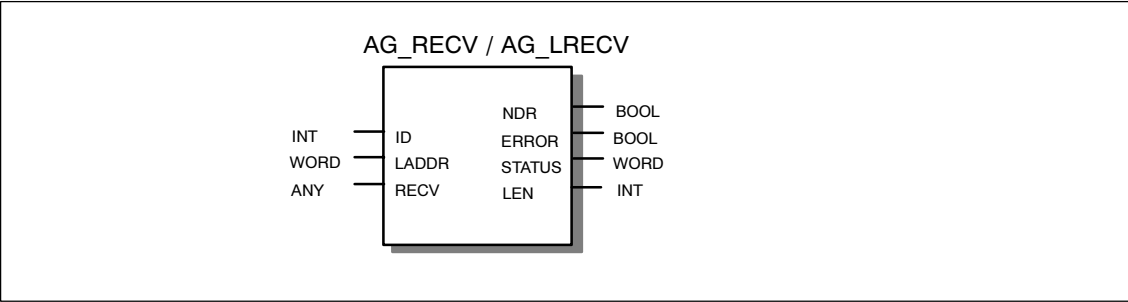 AG_RECV / AG_LRECV
NDR BOOL
INT ID ERROR BOOL
WORD LADDR STATUS WORD
ANY RECV LEN INT